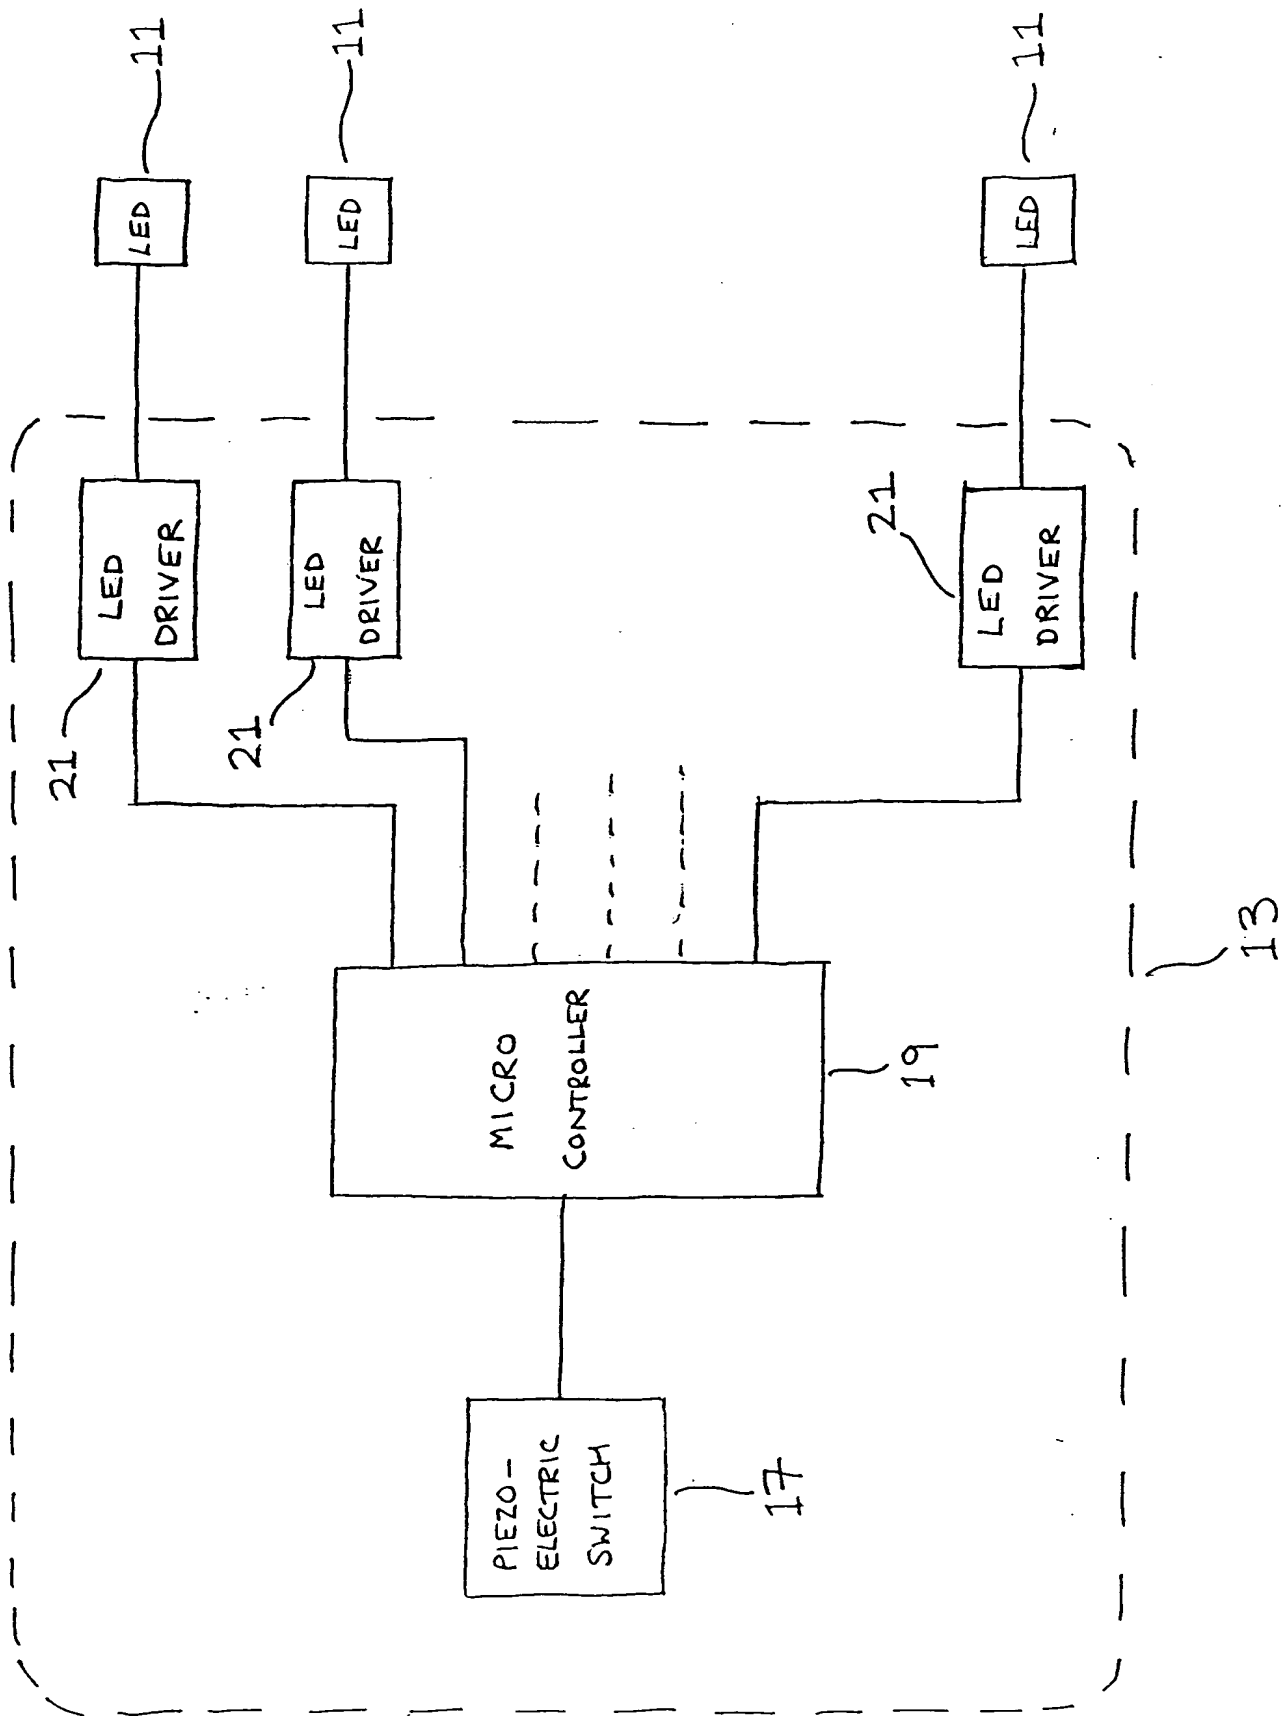 LED
11
LED
11
LED
11
LED
DRIVER
21
LED
DRIVER
21
LED
DRIVER
21
MICRO
CONTROLLER
19
PIEZO-
ELECTRIC
SWITCH
17
13